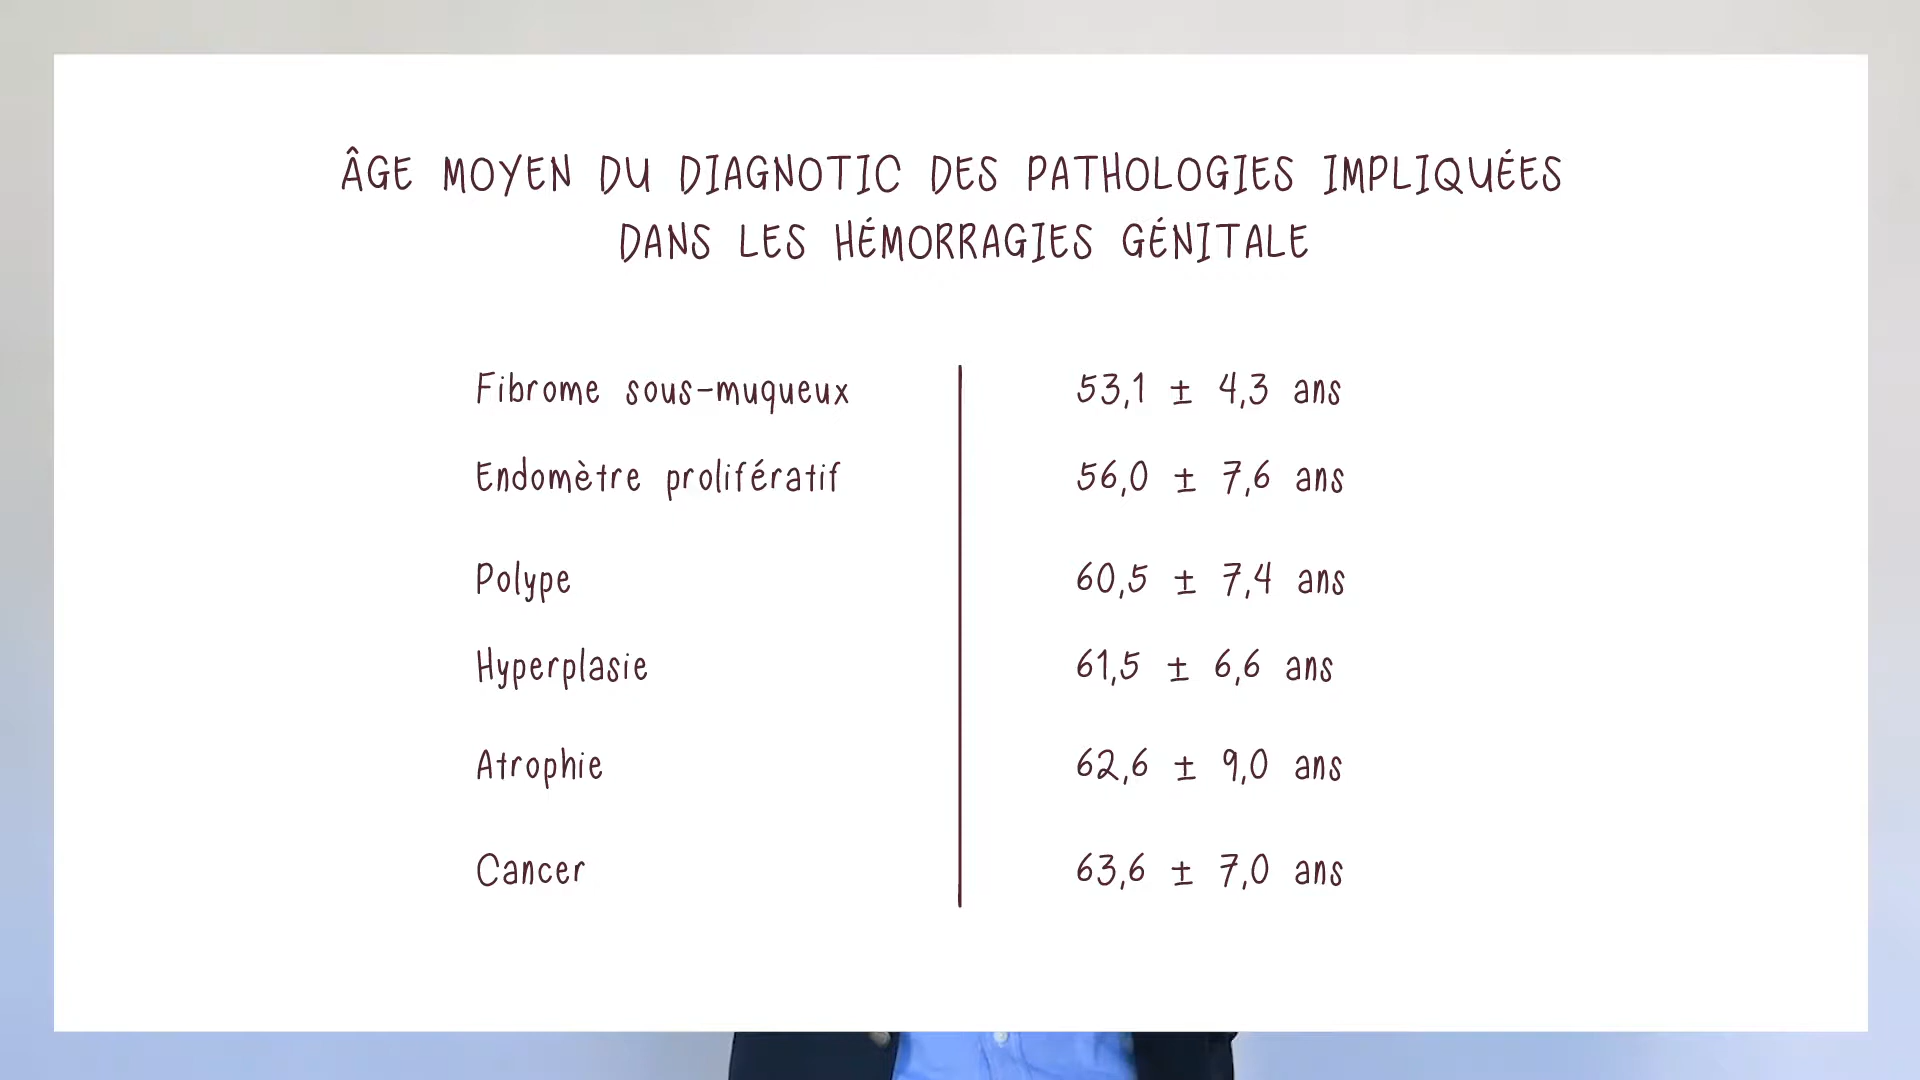 ÂGE MOYEN DU DIAGNOTIC DES PATHOLOGIES IMPLIQUÉES
DANS LES HÉMORRAGIES GÉNITALE
Fibrome sous-muqueux 53,1 ± 4,3 ans
Endomètre prolifératif 56,0 ± 7,6 ans
Polype 60,5 ± 7,4 ans
Hyperplasie 61,5 ± 6,6 ans
Atrophie 62,6 ± 9,0 ans
Cancer 63,6 ± 7,0 ans